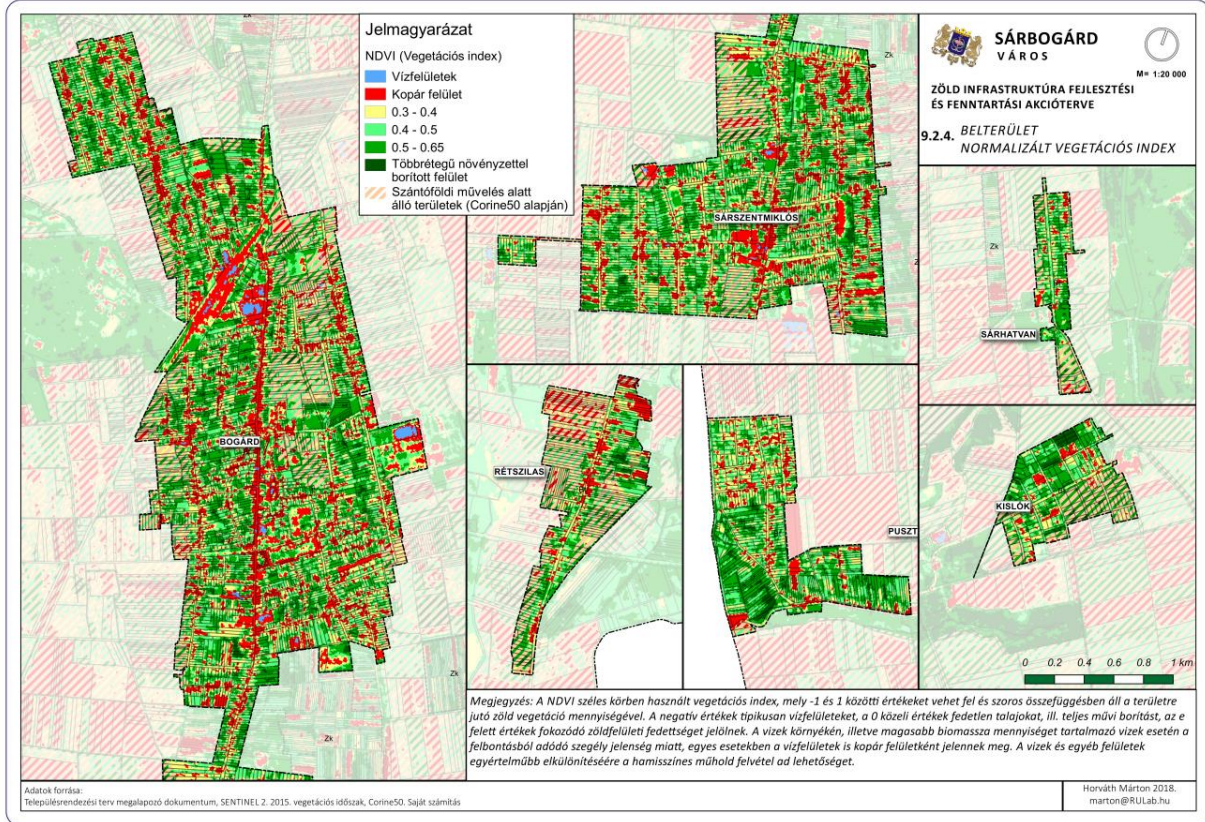 Jelmagyarázat
NDVI (Vegetációs index)
Vízfelületek
Kopár felület
0.3 - 0.4
0.4 - 0.5
0.5 - 0.65
Többrétegű növényzettel
borított felület
Szántóföldi művelés alatt
álló területek (Corine50 alapján)
SÁRBOGÁRD
VÁROS
M= 1:20 000
ZÖLD INFRASTRUKTÚRA FEJLESZTÉSI
ÉS FENNTARTÁSI AKCIÓTERVE
9.2.4. BELTERÜLET
NORMALIZÁLT VEGETÁCIÓS INDEX
Zk
Zk
Zk
SÁRSZENTMIKLÓS
SÁRHATVAN
BOGÁRD
RÉTSZILAS
PUSZT
KISLÓK
Zk
Zk
0 0.2 0.4 0.6 0.8 1 km
Megjegyzés: A NDVI széles körben használt vegetációs index, mely -1 és 1 közötti értékeket vehet fel és szoros összefüggésben áll a területre
jutó zöld vegetáció mennyiségével. A negatív értékek tipikusan vízfelületeket, a 0 közeli értékek fedetlen talajokat, ill. teljes művi borítást, az e
felett értékek fokozódó zöldfelületi fedettséget jelölnek. A vizek környékén, illetve magasabb biomassza mennyiséget tartalmazó vizek esetén a
felbontásból adódó szegély jelenség miatt, egyes esetekben a vízfelületek is kopár felületként jelennek meg. A vizek és egyéb felületek
egyértelműbb elkülönítésére a hamisszínes műhold felvétel ad lehetőséget.
Adatok forrása:
Településrendezési terv megalapozó dokumentum, SENTINEL 2. 2015. vegetációs időszak, Corine50. Saját számítás
Horváth Márton 2018.
marton@RULab.hu